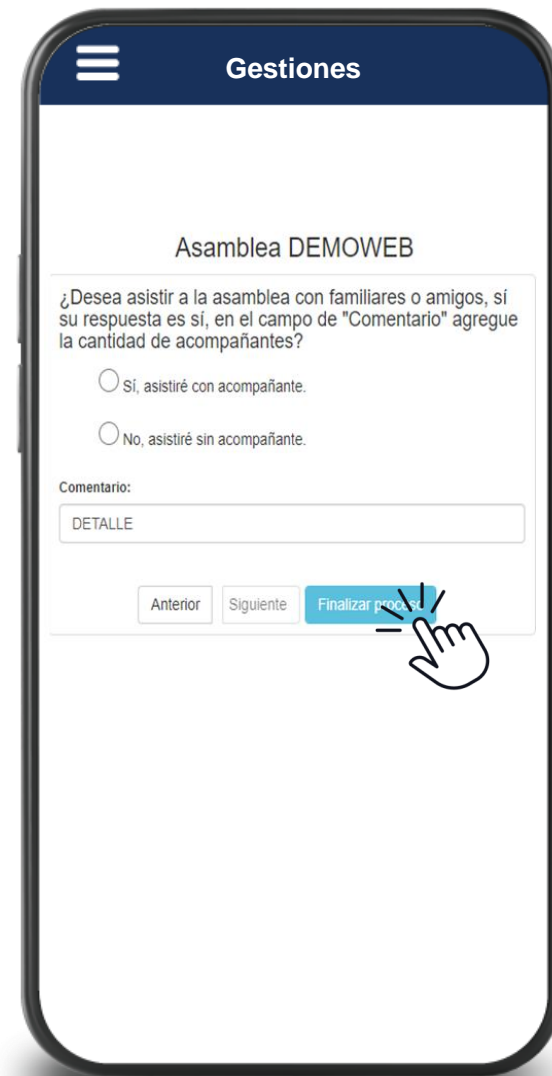 Gestiones
Asamblea DEMOWEB
¿Desea asistir a la asamblea con familiares o amigos, sí
su respuesta es sí, en el campo de "Comentario" agregue
la cantidad de acompañantes?
Sí, asistiré con acompañante.
No, asistiré sin acompañante.
Comentario:
DETALLE
Anterior Siguiente Finalizar proceso